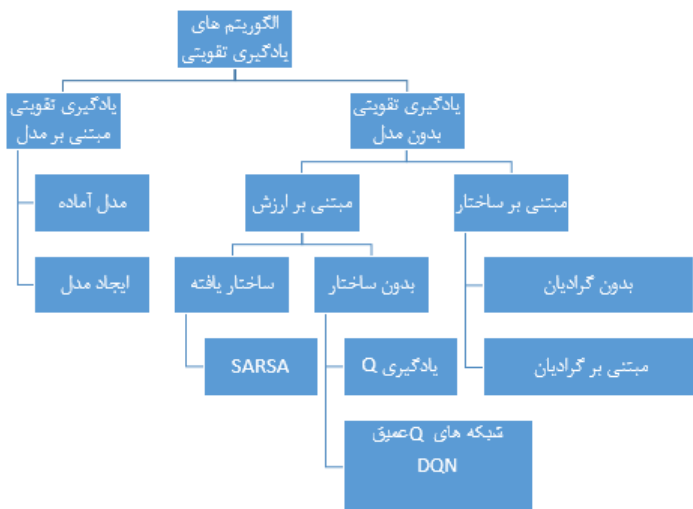 الگوریتم های
یادگیری تقویتی
یادگیری تقویتی
بدون مدل
یادگیری تقویتی
مبتنی بر مدل
مبتنی بر ساختار
مبتنی بر ارزش
مدل آماده
بدون گرادیان
بدون ساختار
ساختار یافته
ایجاد مدل
مبتنی بر گرادیان
یادگیری Q
SARSA
شبکه های Qعمیق
DQN